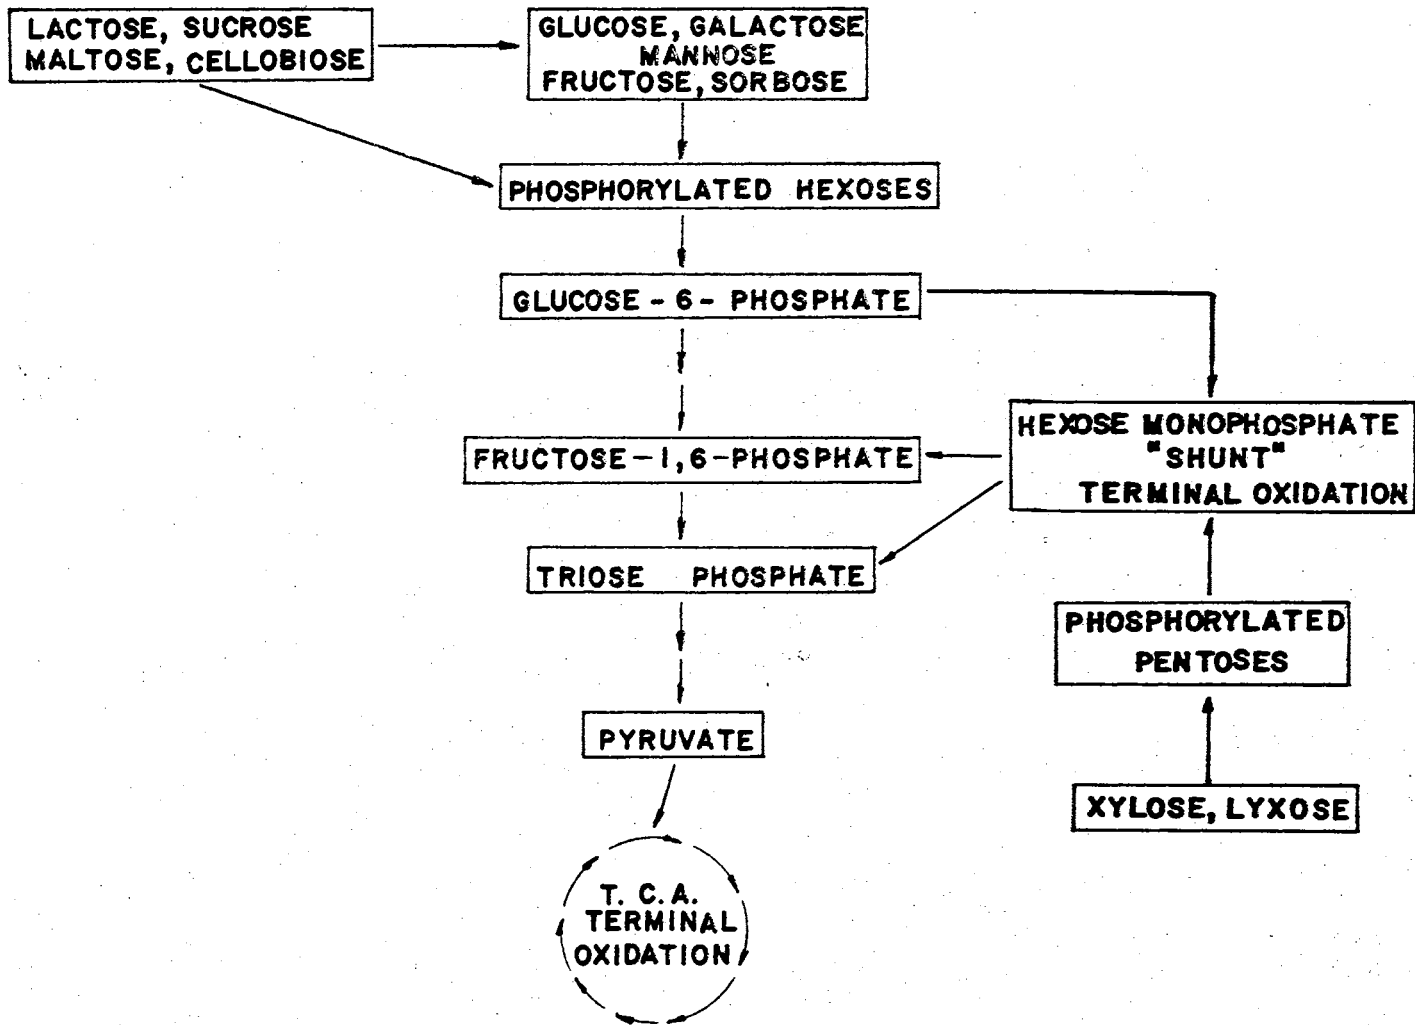 LACTOSE, SUCROSE
MALTOSE, CELLOBIOSE
GLUCOSE, GALACTOSE
MANNOSE
FRUCTOSE, SORBOSE
PHOSPHORYLATED HEXOSES
GLUCOSE - 6 - PHOSPHATE
HEXOSE MONOPHOSPHATE
"SHUNT"
TERMINAL OXIDATION
FRUCTOSE-1,6-PHOSPHATE
TRIOSE PHOSPHATE
PHOSPHORYLATED
PENTOSES
PYRUVATE
XYLOSE, LYXOSE
T. C. A.
TERMINAL
OXIDATION